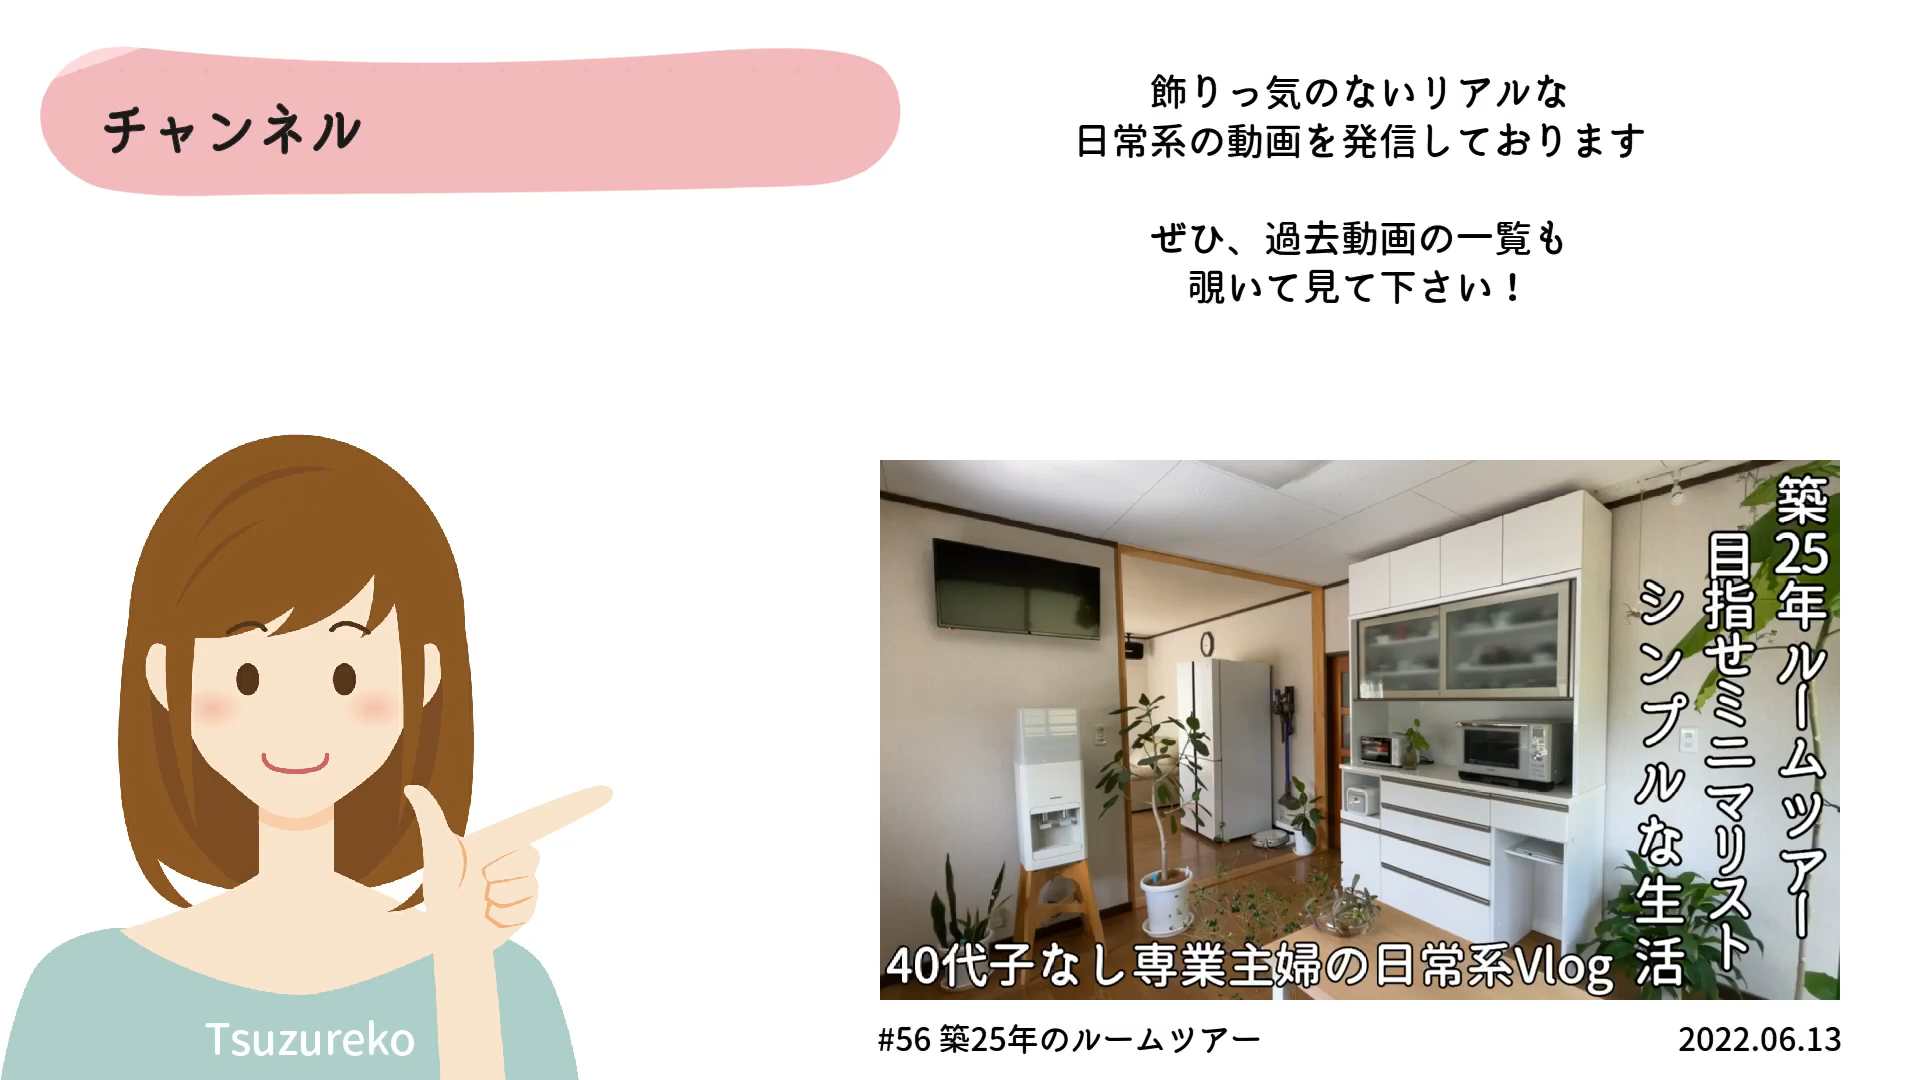 チャンネル
飾りっ気のないリアルな
日常系の動画を発信しております
ぜひ、過去動画の一覧も
覗いて見て下さい！
築25年ルームツアー
目指せミニマリスト
シンプルな生活
40代子なし専業主婦の日常系Vlog
Tsuzureko
#56 築25年のルームツアー
2022.06.13